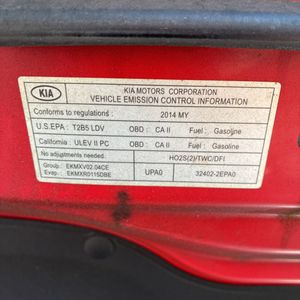 KIA KIA MOTORS CORPORATION
VEHICLE EMISSION CONTROL INFORMATION
Conforms to regulations : 2014 MY
U.S.EPA : T2B5 LDV OBD : CA II Fuel : Gasoline
California : ULEV II PC OBD : CA II Fuel : Gasoline
No adjustments needed. HO2S(2)/TWC/DFI
Group : EKMXV02.04CE
Evap : EKMXR0115DBE UPA0 32402-2EPA0